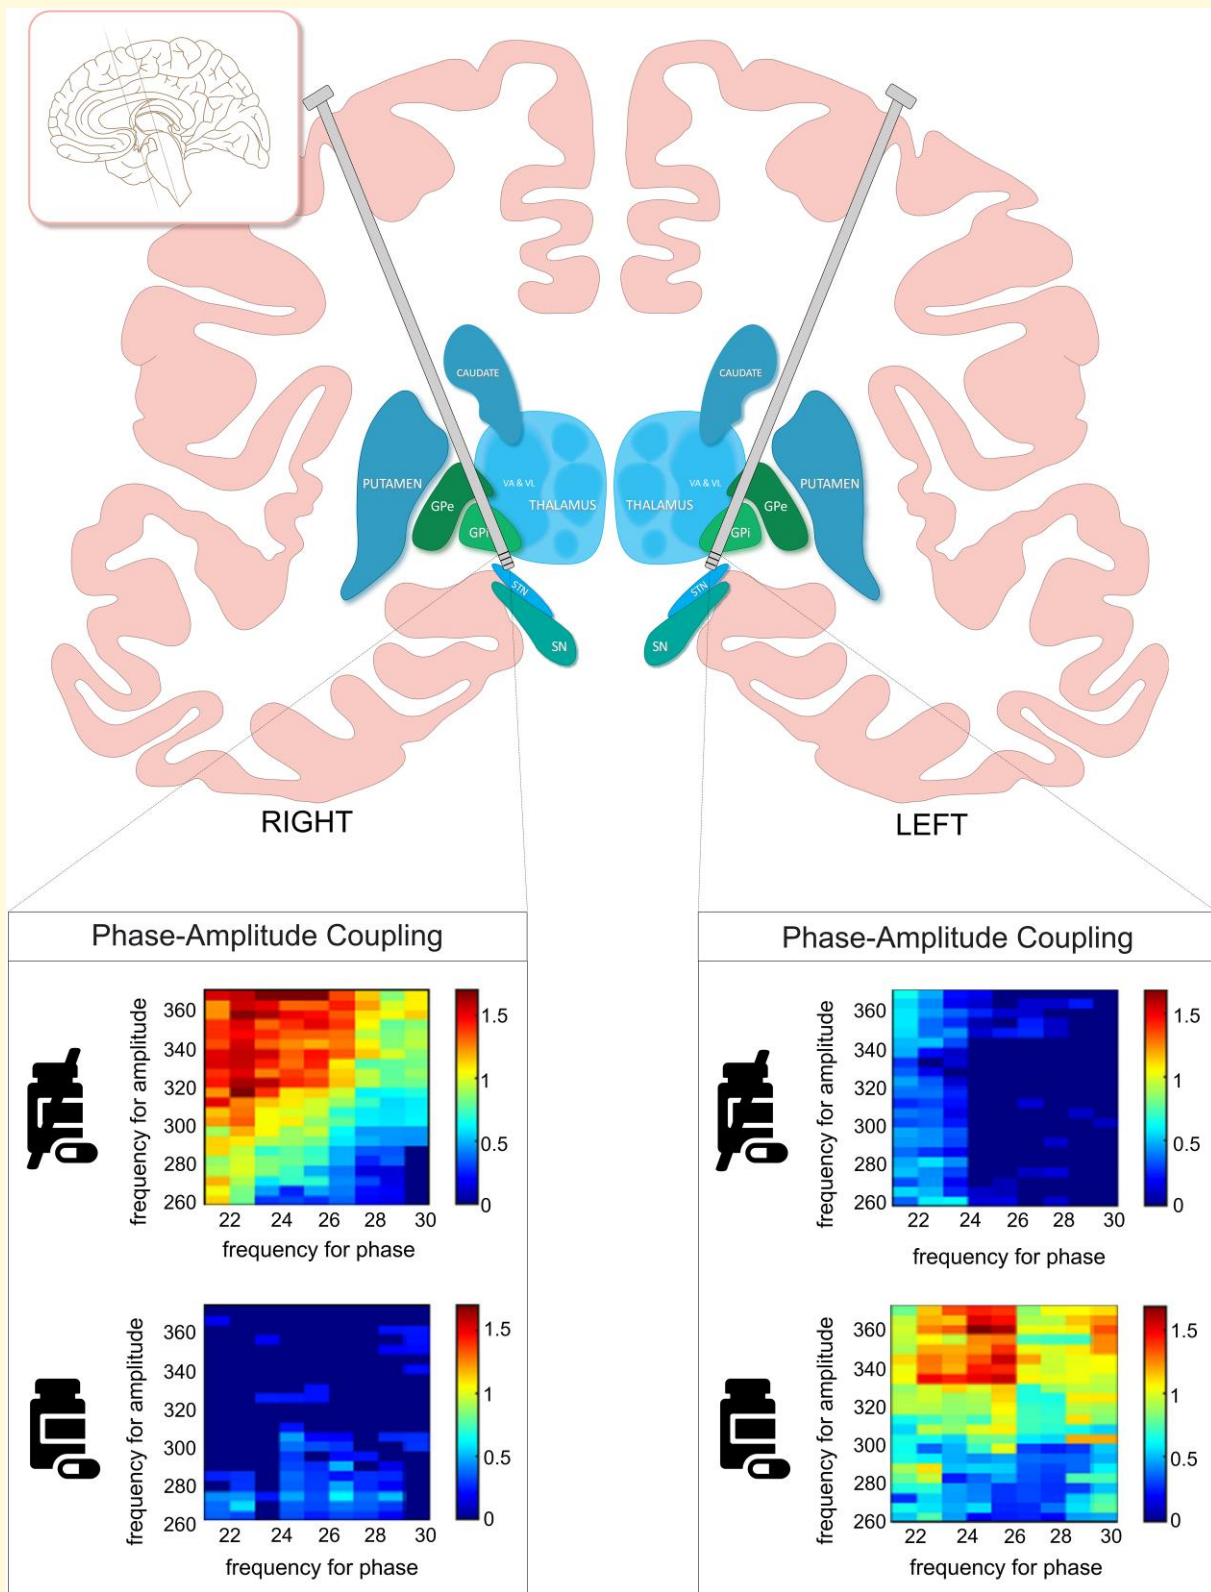 CAUDATE
CAUDATE
PUTAMEN
GPe
GPi
VA & VL
THALAMUS
STN
SN
THALAMUS
VA & VL
GPi
GPe
PUTAMEN
STN
SN
RIGHT
LEFT
Phase-Amplitude Coupling
frequency for amplitude
360
340
320
300
280
260
22 24 26 28 30
frequency for phase
1.5
1
0.5
0
frequency for amplitude
360
340
320
300
280
260
22 24 26 28 30
frequency for phase
1.5
1
0.5
0
Phase-Amplitude Coupling
frequency for amplitude
360
340
320
300
280
260
22 24 26 28 30
frequency for phase
1.5
1
0.5
0
frequency for amplitude
360
340
320
300
280
260
22 24 26 28 30
frequency for phase
1.5
1
0.5
0